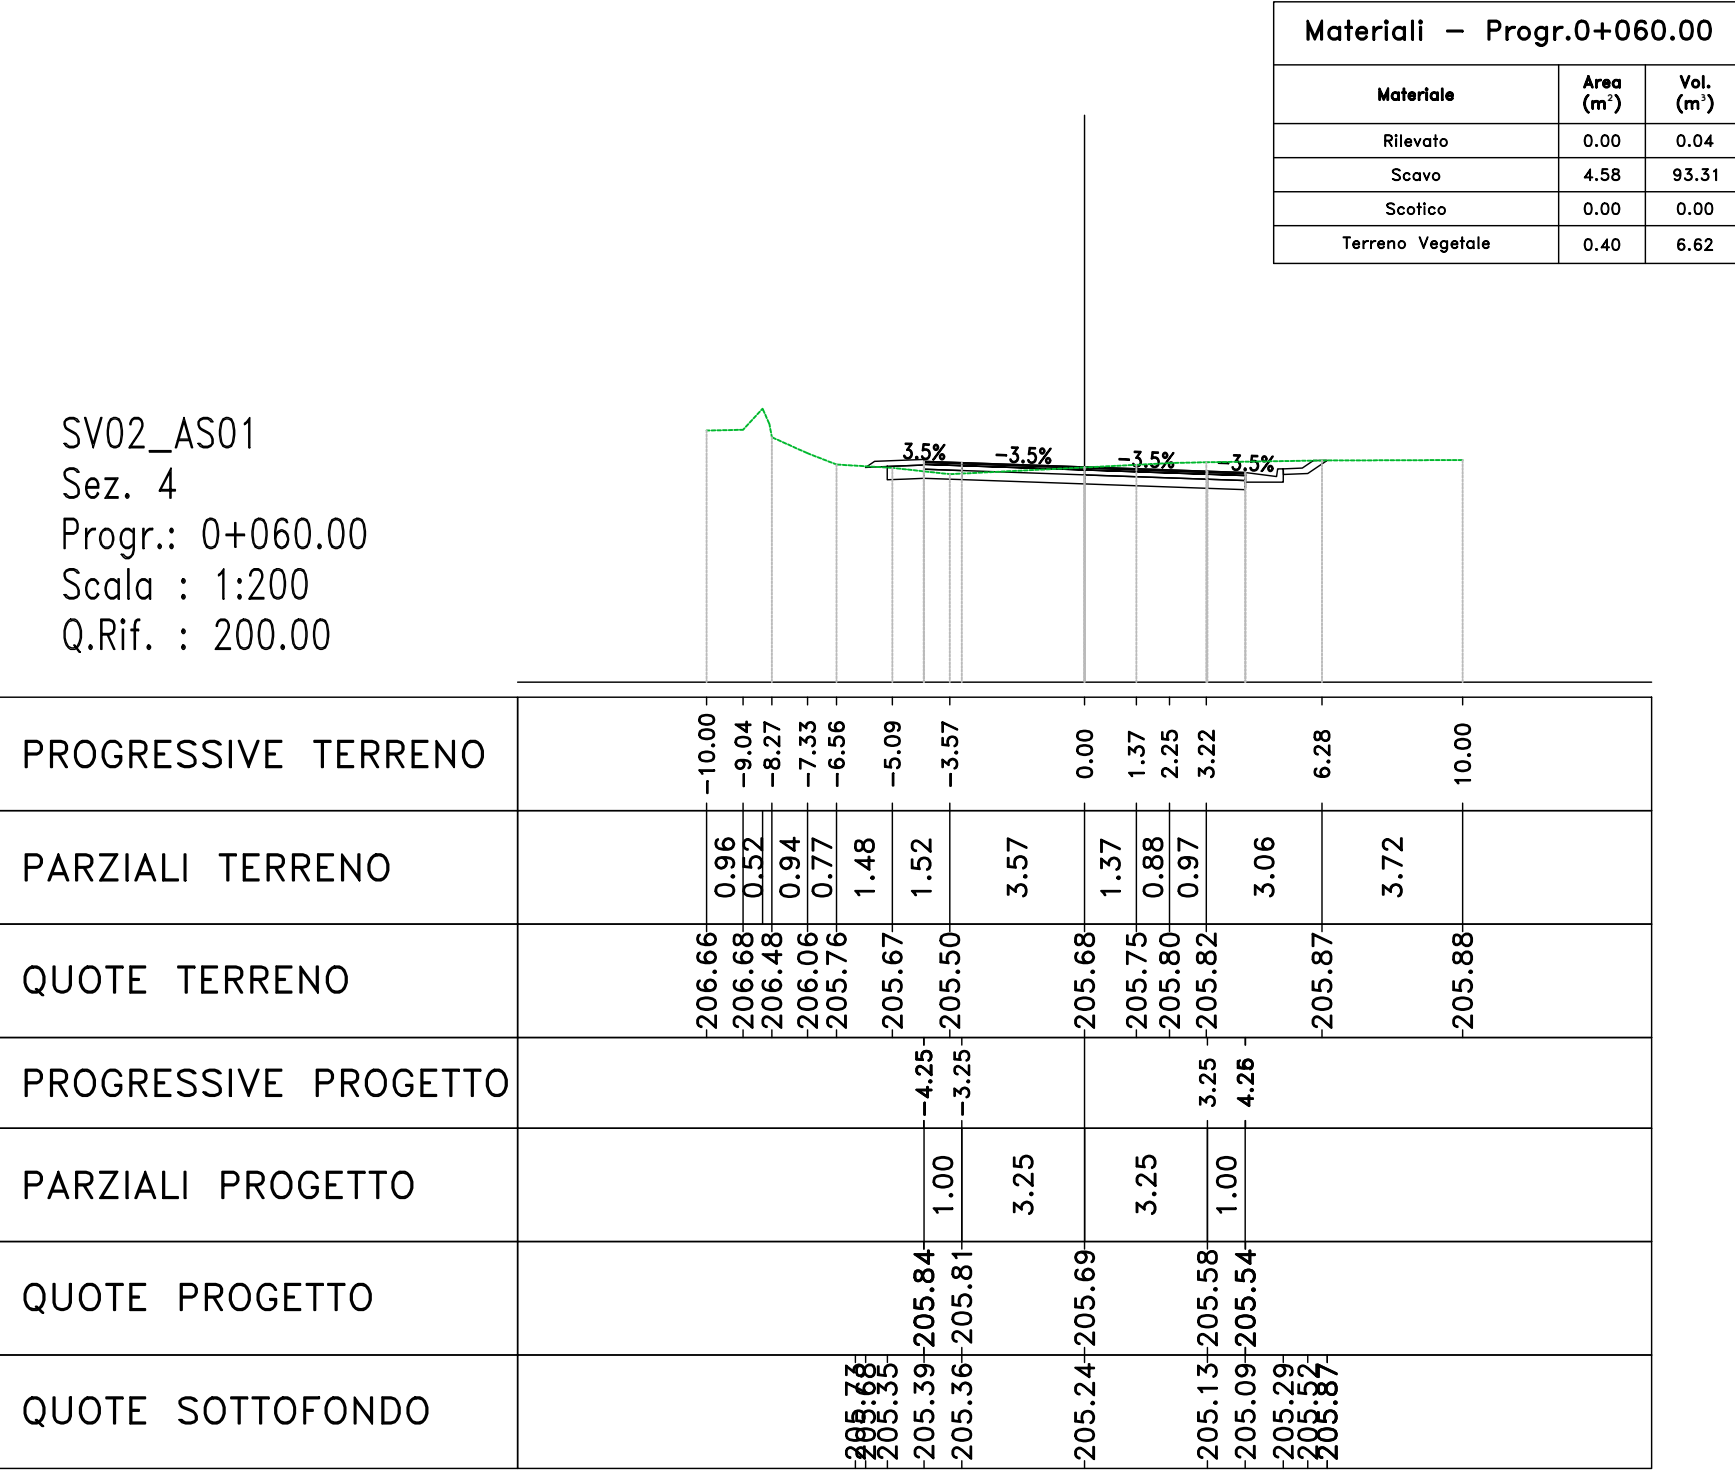 Materiali - Progr.0+060.00
Materiale Area (m²) Vol. (m³)
Rilevato 0.00 0.04
Scavo 4.58 93.31
Scotico 0.00 0.00
Terreno Vegetale 0.40 6.62
3.5% -3.5% -3.5% -3.5%
SV02_AS01
Sez. 4
Progr.: 0+060.00
Scala : 1:200
Q.Rif. : 200.00
PROGRESSIVE TERRENO -10.00 -9.04 -8.27 -7.33 -6.56 -5.09 -3.57 0.00 1.37 2.25 3.22 6.28 10.00
PARZIALI TERRENO 0.96 0.52 0.94 0.77 1.48 1.52 3.57 1.37 0.88 0.97 3.06 3.72
QUOTE TERRENO 206.66 206.68 206.48 206.06 205.76 205.67 205.50 205.68 205.75 205.80 205.82 205.87 205.88
PROGRESSIVE PROGETTO -4.25 -3.25 3.25 4.26
PARZIALI PROGETTO 1.00 3.25 3.25 1.00
QUOTE PROGETTO 205.84 205.81 205.69 205.58 205.54
QUOTE SOTTOFONDO 205.73 205.68 205.35 205.39 205.36 205.24 205.13 205.09 205.29 205.52 205.87